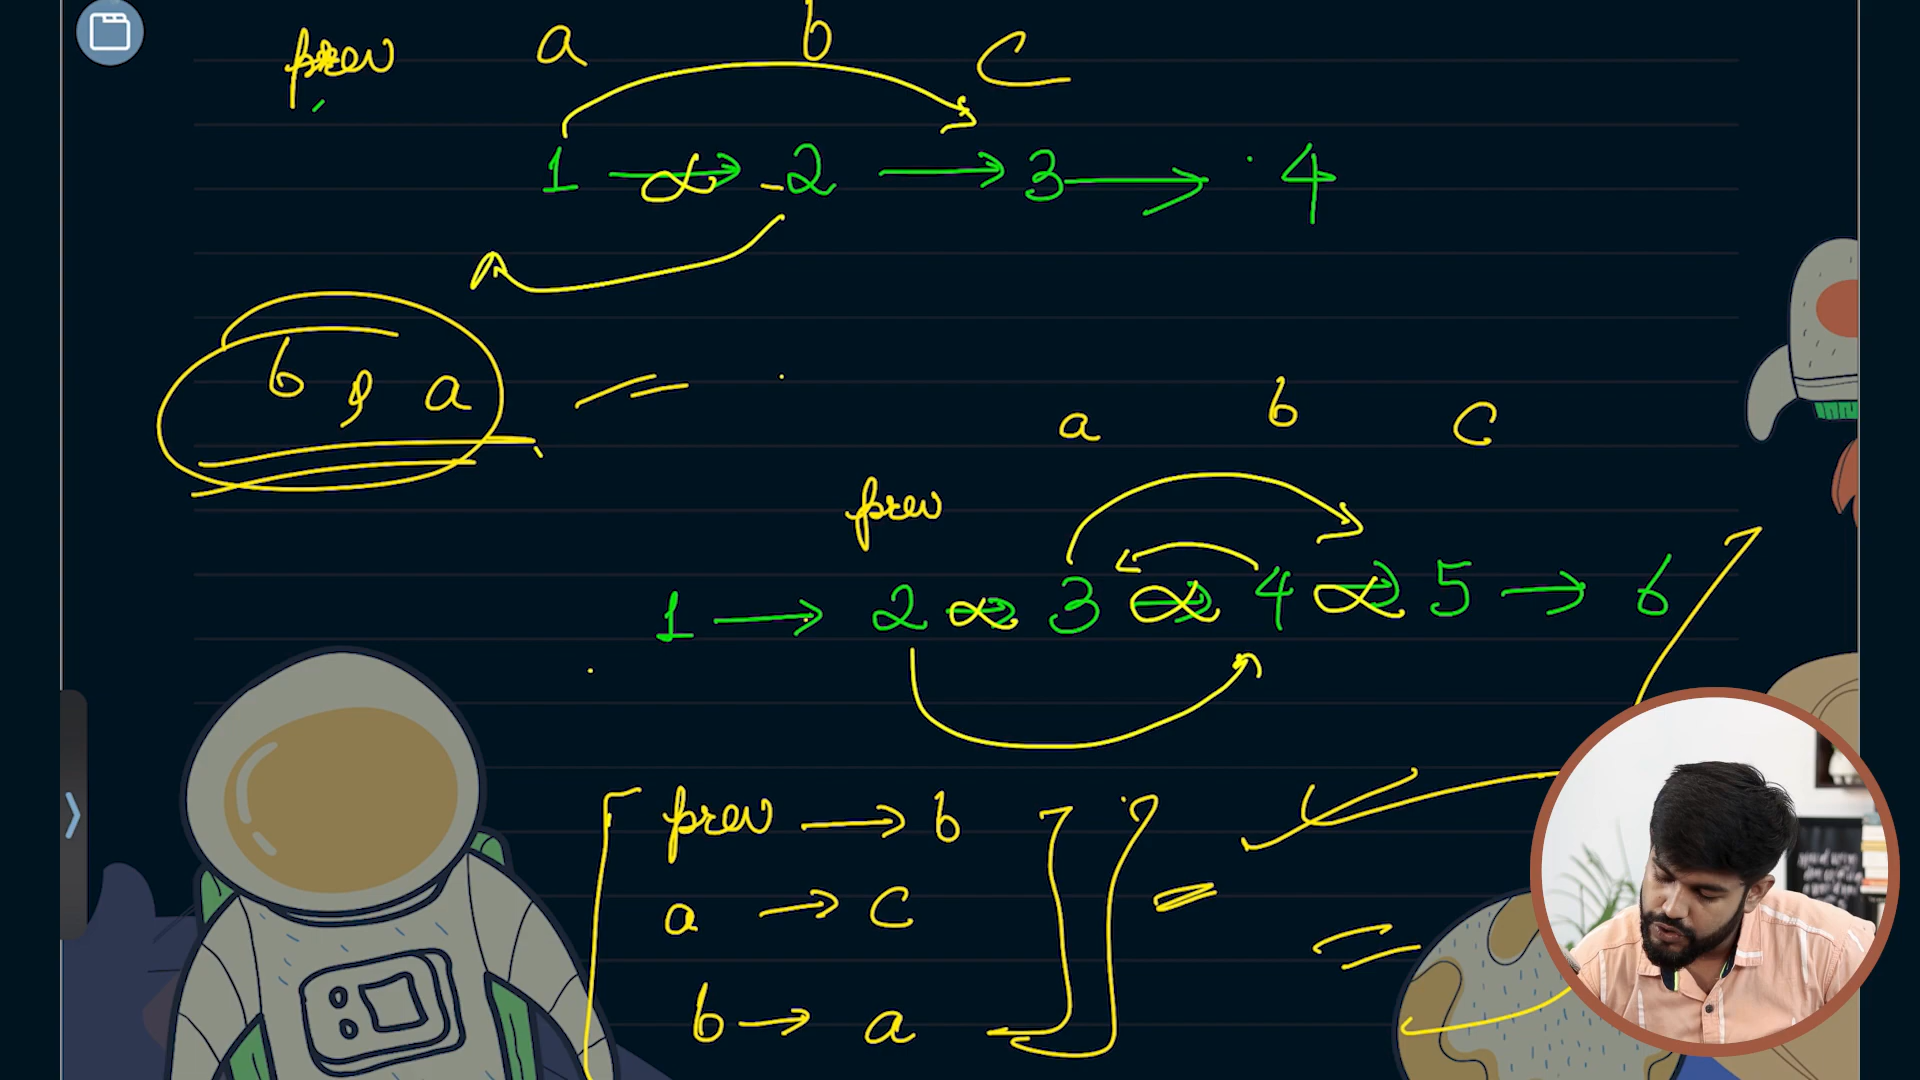 prev a b c
1 → 2 → 3 → 4
b, a
a b c
prev
1 → 2 → 3 → 4 → 5 → 6
prev → b
a → c
b → a